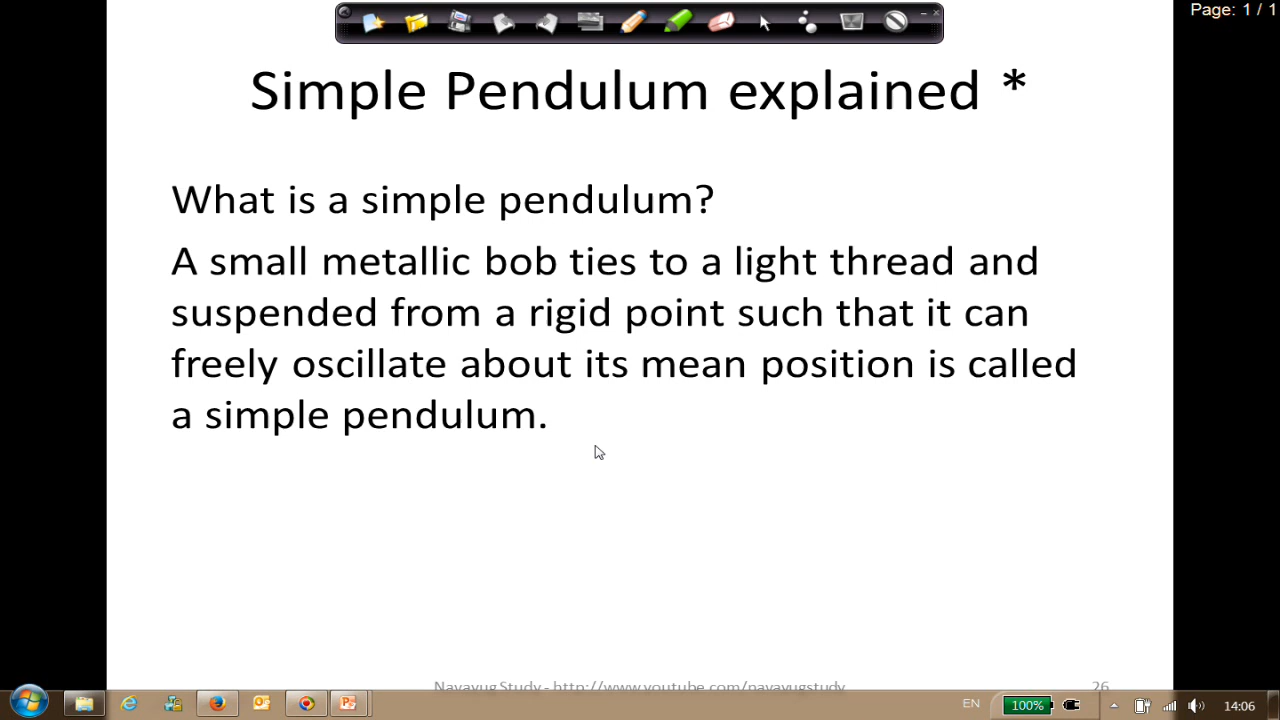 Page: 1 / 1
Simple Pendulum explained *
What is a simple pendulum?
A small metallic bob ties to a light thread and
suspended from a rigid point such that it can
freely oscillate about its mean position is called
a simple pendulum.
Navayug Study - http://www.youtube.com/navayugstudy
26
EN
100%
14:06